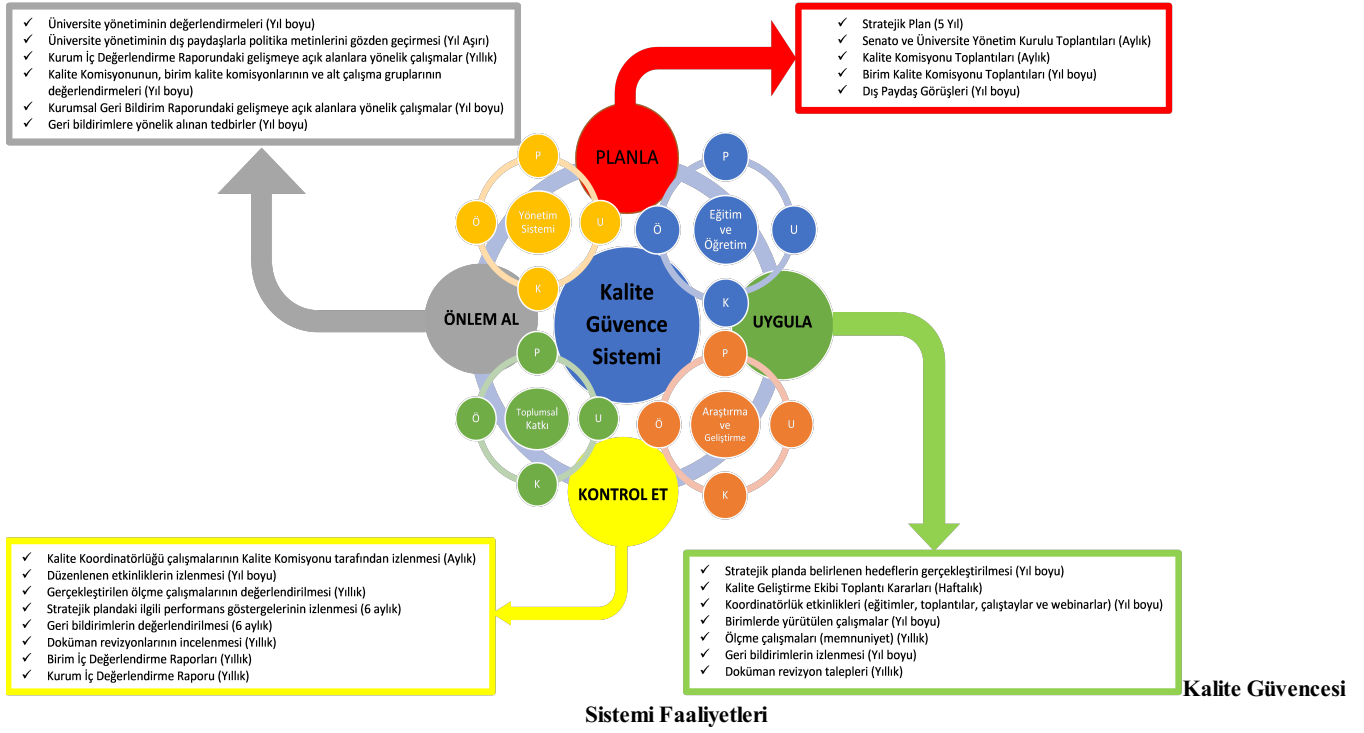 ✓ Üniversite yönetiminin değerlendirmeleri (Yıl boyu)
✓ Üniversite yönetiminin dış paydaşlarla politika metinlerini gözden geçirmesi (Yıl Aşırı)
✓ Kurum İç Değerlendirme Raporundaki gelişmeye açık alanlara yönelik çalışmalar (Yıllık)
✓ Kalite Komisyonunun, birim kalite komisyonlarının ve alt çalışma gruplarının
değerlendirmeleri (Yıl boyu)
✓ Kurumsal Geri Bildirim Raporundaki gelişmeye açık alanlara yönelik çalışmalar (Yıl boyu)
✓ Geri bildirimlere yönelik alınan tedbirler (Yıl boyu)
✓ Stratejik Plan (5 Yıl)
✓ Senato ve Üniversite Yönetim Kurulu Toplantıları (Aylık)
✓ Kalite Komisyonu Toplantıları (Aylık)
✓ Birim Kalite Komisyonu Toplantıları (Yıl boyu)
✓ Dış Paydaş Görüşleri (Yıl boyu)
PLANLA
P
Ö
Yönetim
Sistemi
U
K
P
Ö
Eğitim
ve
Öğretim
U
K
ÖNLEM AL
Kalite
Güvence
Sistemi
UYGULA
P
Ö
Toplumsal
Katkı
U
K
P
Ö
Araştırma
ve
Geliştirme
U
K
KONTROL ET
✓ Kalite Koordinatörlüğü çalışmalarının Kalite Komisyonu tarafından izlenmesi (Aylık)
✓ Düzenlenen etkinliklerin izlenmesi (Yıl boyu)
✓ Gerçekleştirilen ölçme çalışmalarının değerlendirilmesi (Yıllık)
✓ Stratejik plandaki ilgili performans göstergelerinin izlenmesi (6 aylık)
✓ Geri bildirimlerin değerlendirilmesi (6 aylık)
✓ Doküman revizyonlarının incelenmesi (Yıllık)
✓ Birim İç Değerlendirme Raporları (Yıllık)
✓ Kurum İç Değerlendirme Raporu (Yıllık)
✓ Stratejik planda belirlenen hedeflerin gerçekleştirilmesi (Yıl boyu)
✓ Kalite Geliştirme Ekibi Toplantı Kararları (Haftalık)
✓ Koordinatörlük etkinlikleri (eğitimler, toplantılar, çalıştaylar ve webinarlar) (Yıl boyu)
✓ Birimlerde yürütülen çalışmalar (Yıl boyu)
✓ Ölçme çalışmaları (memnuniyet) (Yıllık)
✓ Geri bildirimlerin izlenmesi (Yıl boyu)
✓ Doküman revizyon talepleri (Yıllık)
Kalite Güvencesi
Sistemi Faaliyetleri